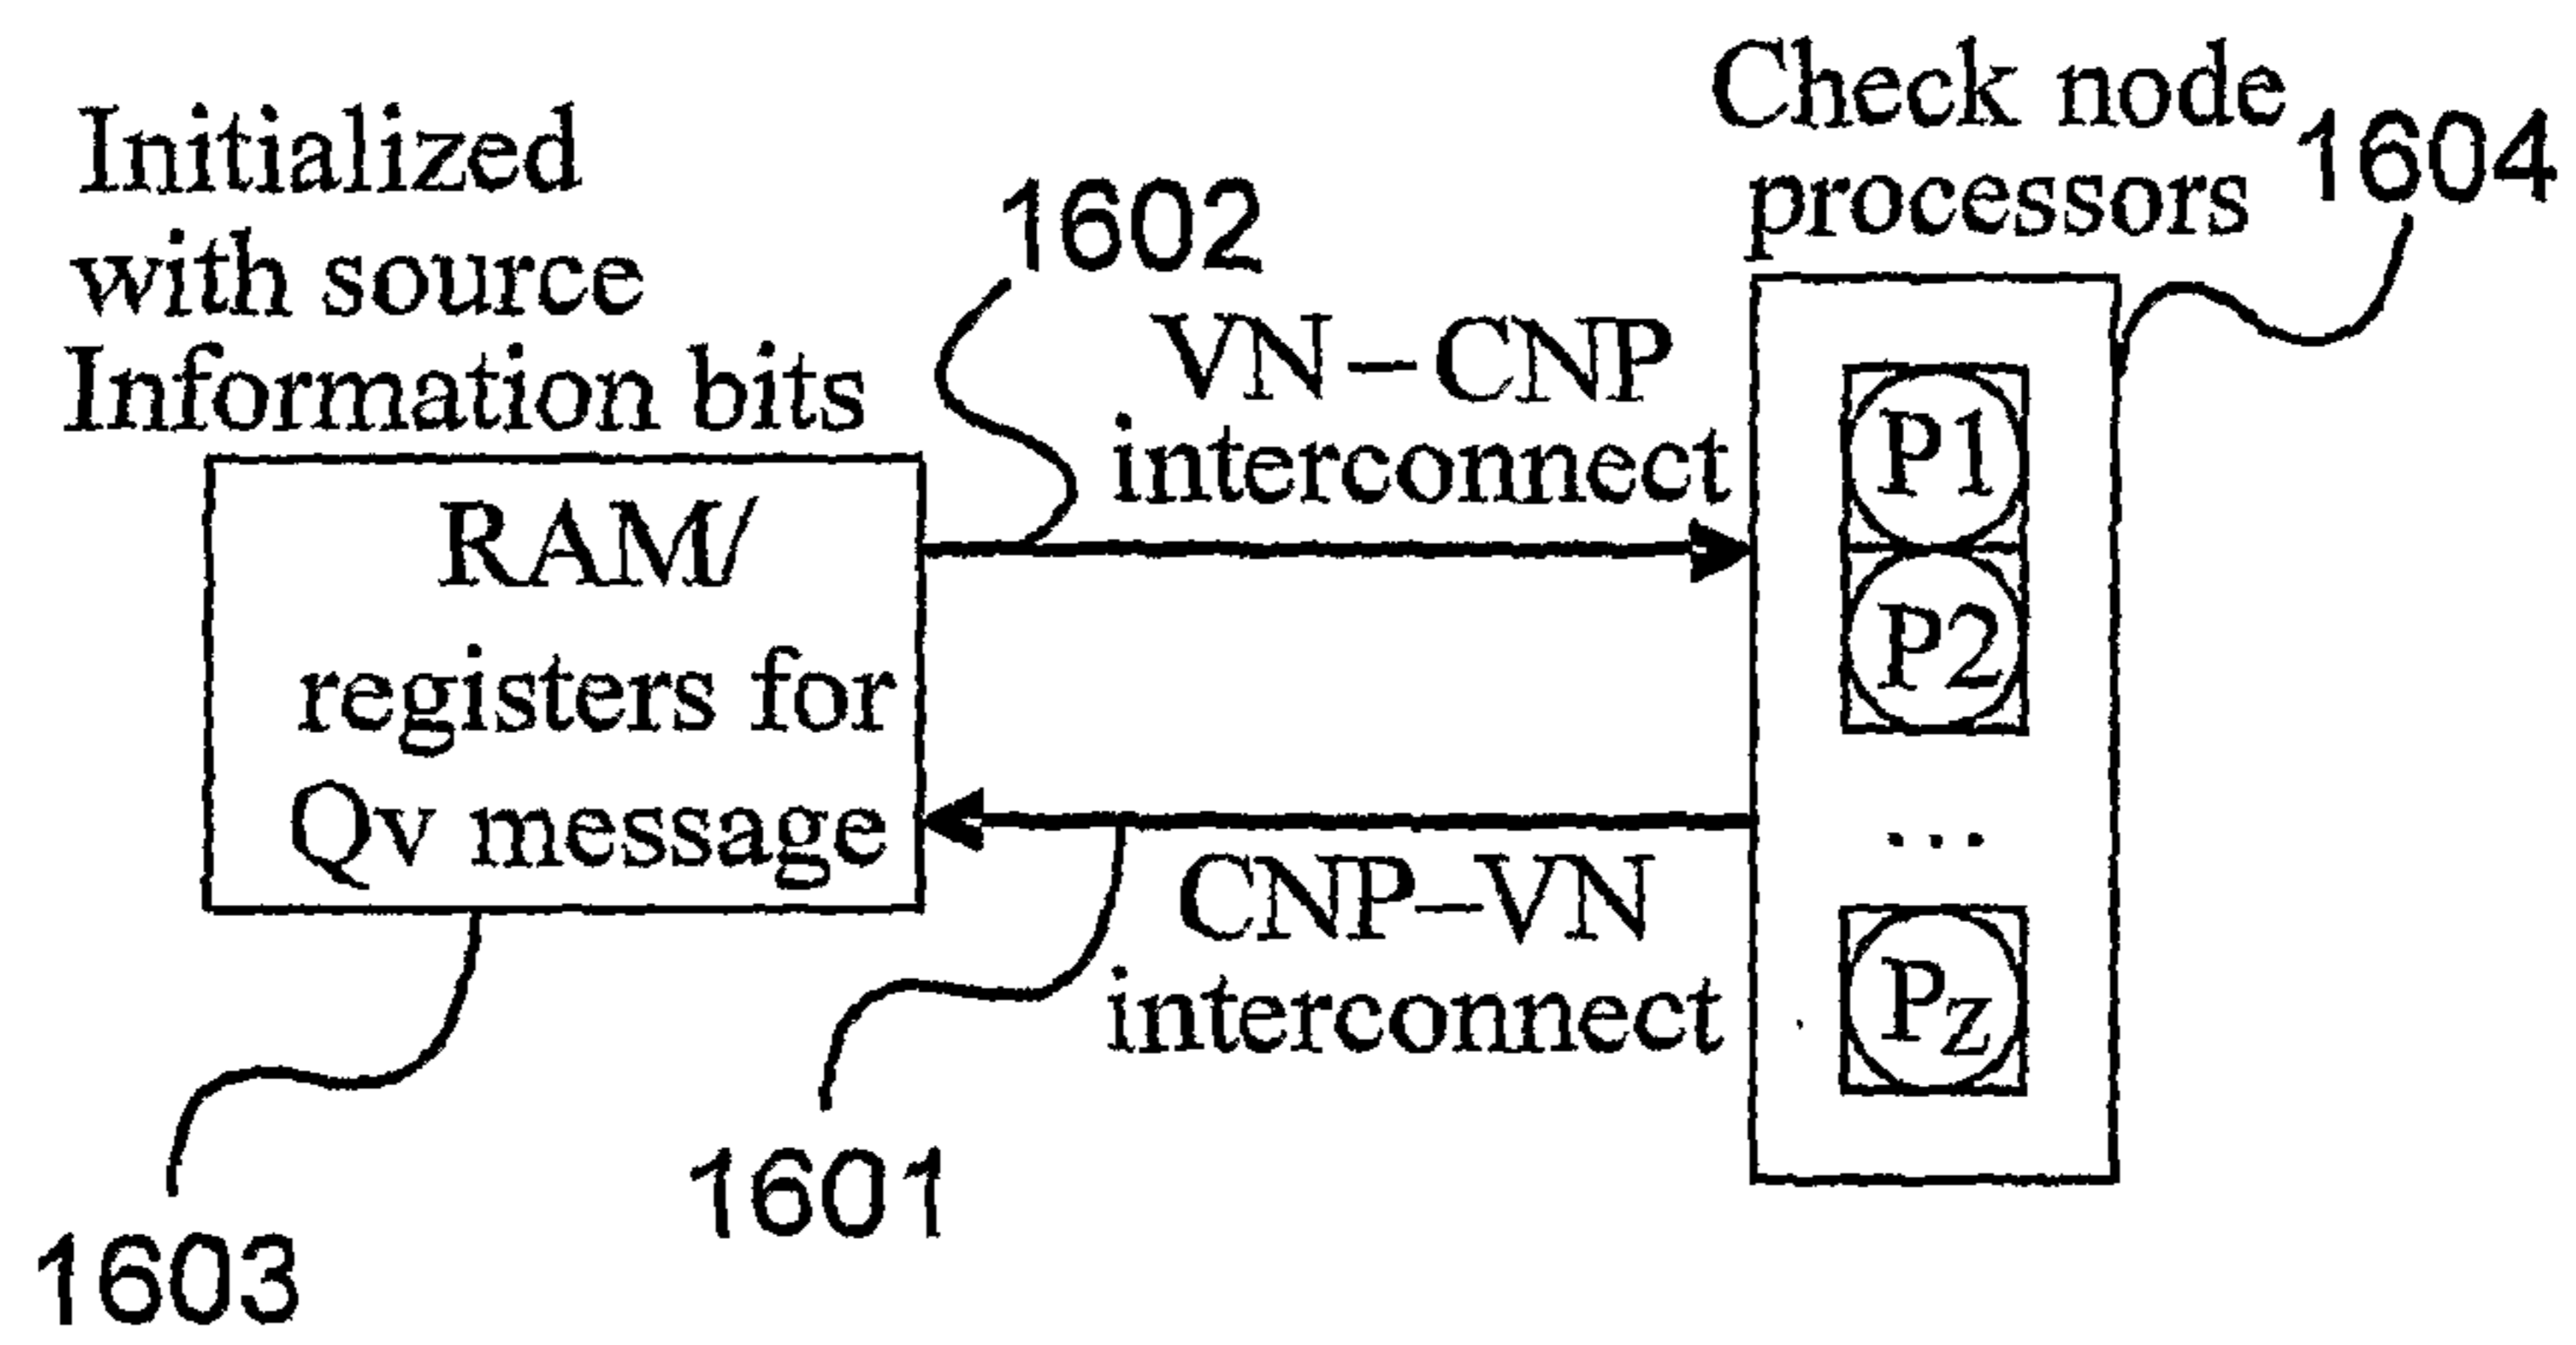 Initialized
with source
Information bits
1602
Check node
processors
1604
VN–CNP
interconnect
RAM/
registers for
Qv message
P1
P2
...
PZ
CNP–VN
interconnect
1601
1603